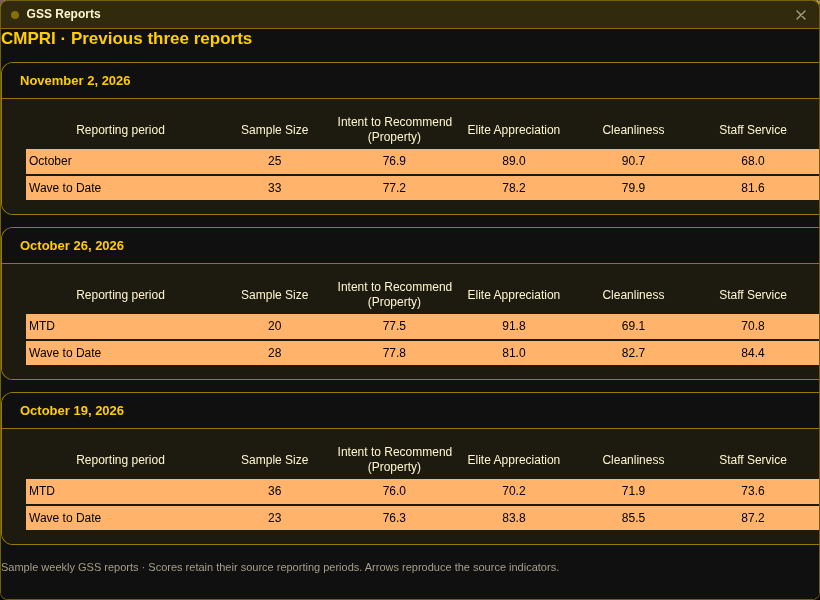 GSS Reports
CMPRI · Previous three reports
November 2, 2026
Reporting period Sample Size Intent to Recommend (Property) Elite Appreciation Cleanliness Staff Service
October 25 76.9 89.0 90.7 68.0
Wave to Date 33 77.2 78.2 79.9 81.6
October 26, 2026
Reporting period Sample Size Intent to Recommend (Property) Elite Appreciation Cleanliness Staff Service
MTD 20 77.5 91.8 69.1 70.8
Wave to Date 28 77.8 81.0 82.7 84.4
October 19, 2026
Reporting period Sample Size Intent to Recommend (Property) Elite Appreciation Cleanliness Staff Service
MTD 36 76.0 70.2 71.9 73.6
Wave to Date 23 76.3 83.8 85.5 87.2
Sample weekly GSS reports · Scores retain their source reporting periods. Arrows reproduce the source indicators.